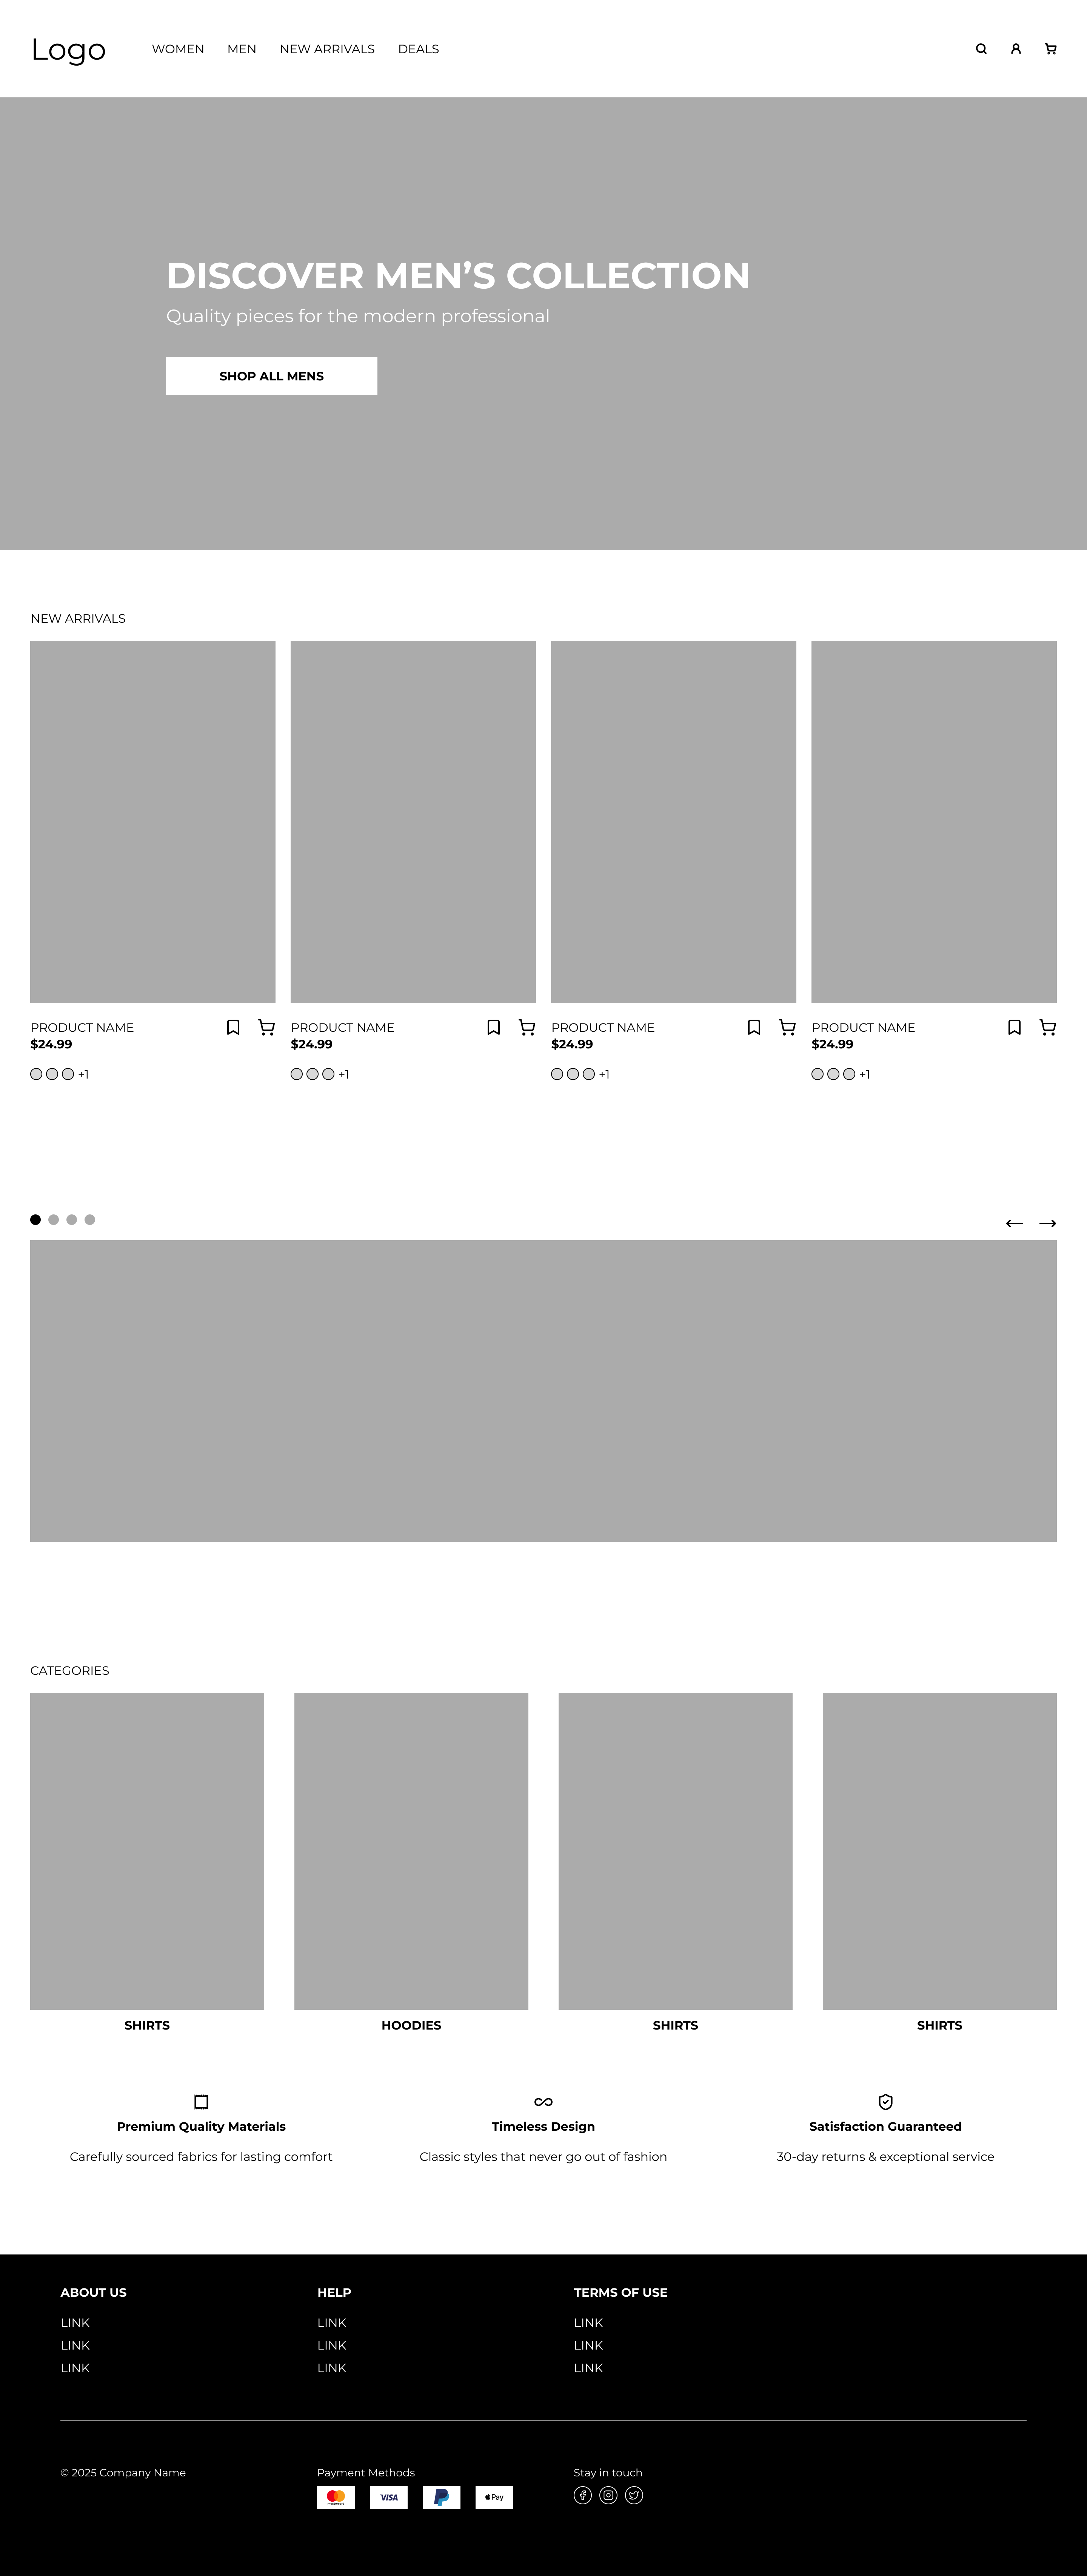 Logo
WOMEN MEN NEW ARRIVALS DEALS
DISCOVER MEN’S COLLECTION
Quality pieces for the modern professional
SHOP ALL MENS
NEW ARRIVALS
PRODUCT NAME
$24.99
+1
PRODUCT NAME
$24.99
+1
PRODUCT NAME
$24.99
+1
PRODUCT NAME
$24.99
+1
CATEGORIES
SHIRTS
HOODIES
SHIRTS
SHIRTS
Premium Quality Materials
Carefully sourced fabrics for lasting comfort
Timeless Design
Classic styles that never go out of fashion
Satisfaction Guaranteed
30-day returns & exceptional service
ABOUT US
LINK
LINK
LINK
HELP
LINK
LINK
LINK
TERMS OF USE
LINK
LINK
LINK
© 2025 Company Name
Payment Methods
VISA
Pay
Stay in touch